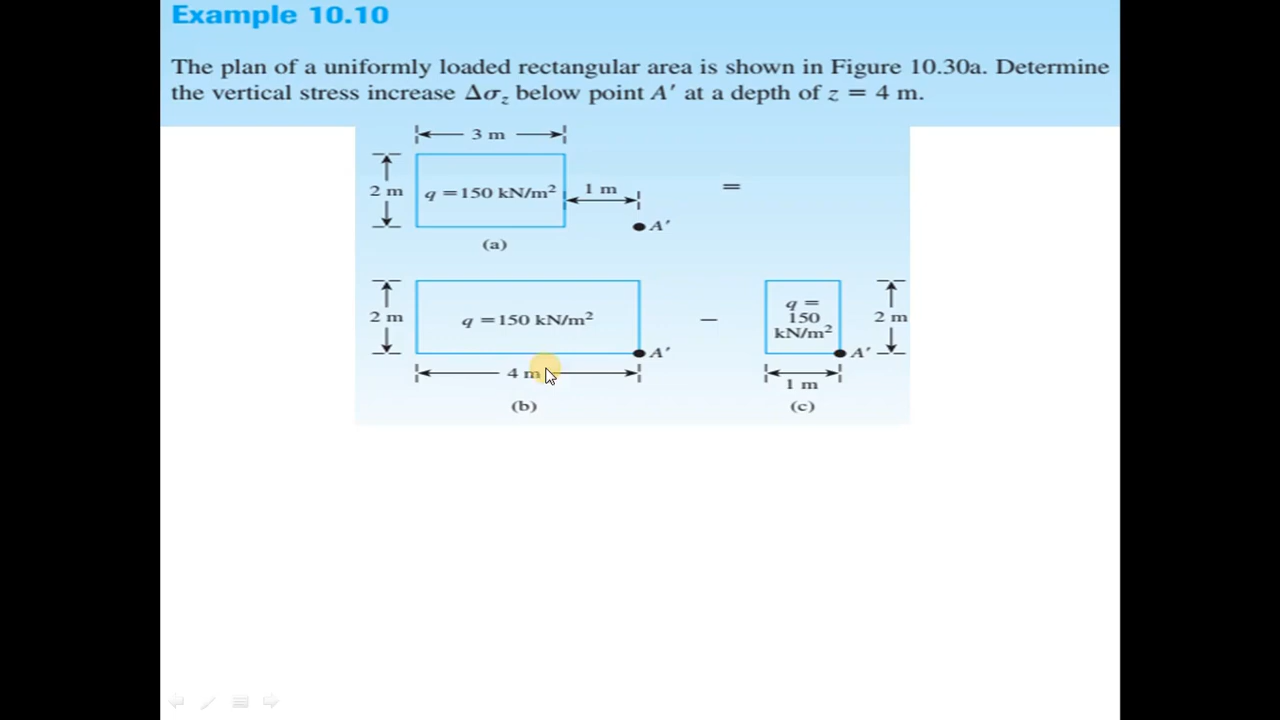 Example 10.10
The plan of a uniformly loaded rectangular area is shown in Figure 10.30a. Determine
the vertical stress increase Δσz below point A′ at a depth of z = 4 m.
3 m
2 m
q = 150 kN/m²
1 m
=
A′
(a)
2 m
q = 150 kN/m²
A′
4 m
(b)
−
q =
150
kN/m²
2 m
A′
1 m
(c)